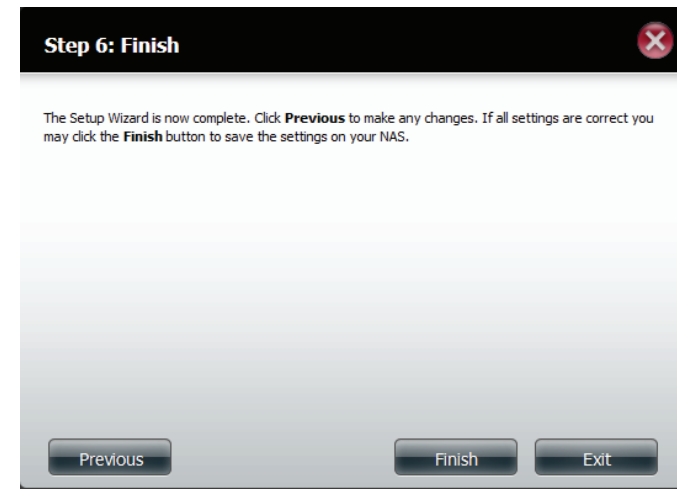 Step 6: Finish
The Setup Wizard is now complete. Click Previous to make any changes. If all settings are correct you
may click the Finish button to save the settings on your NAS.
Previous
Finish
Exit